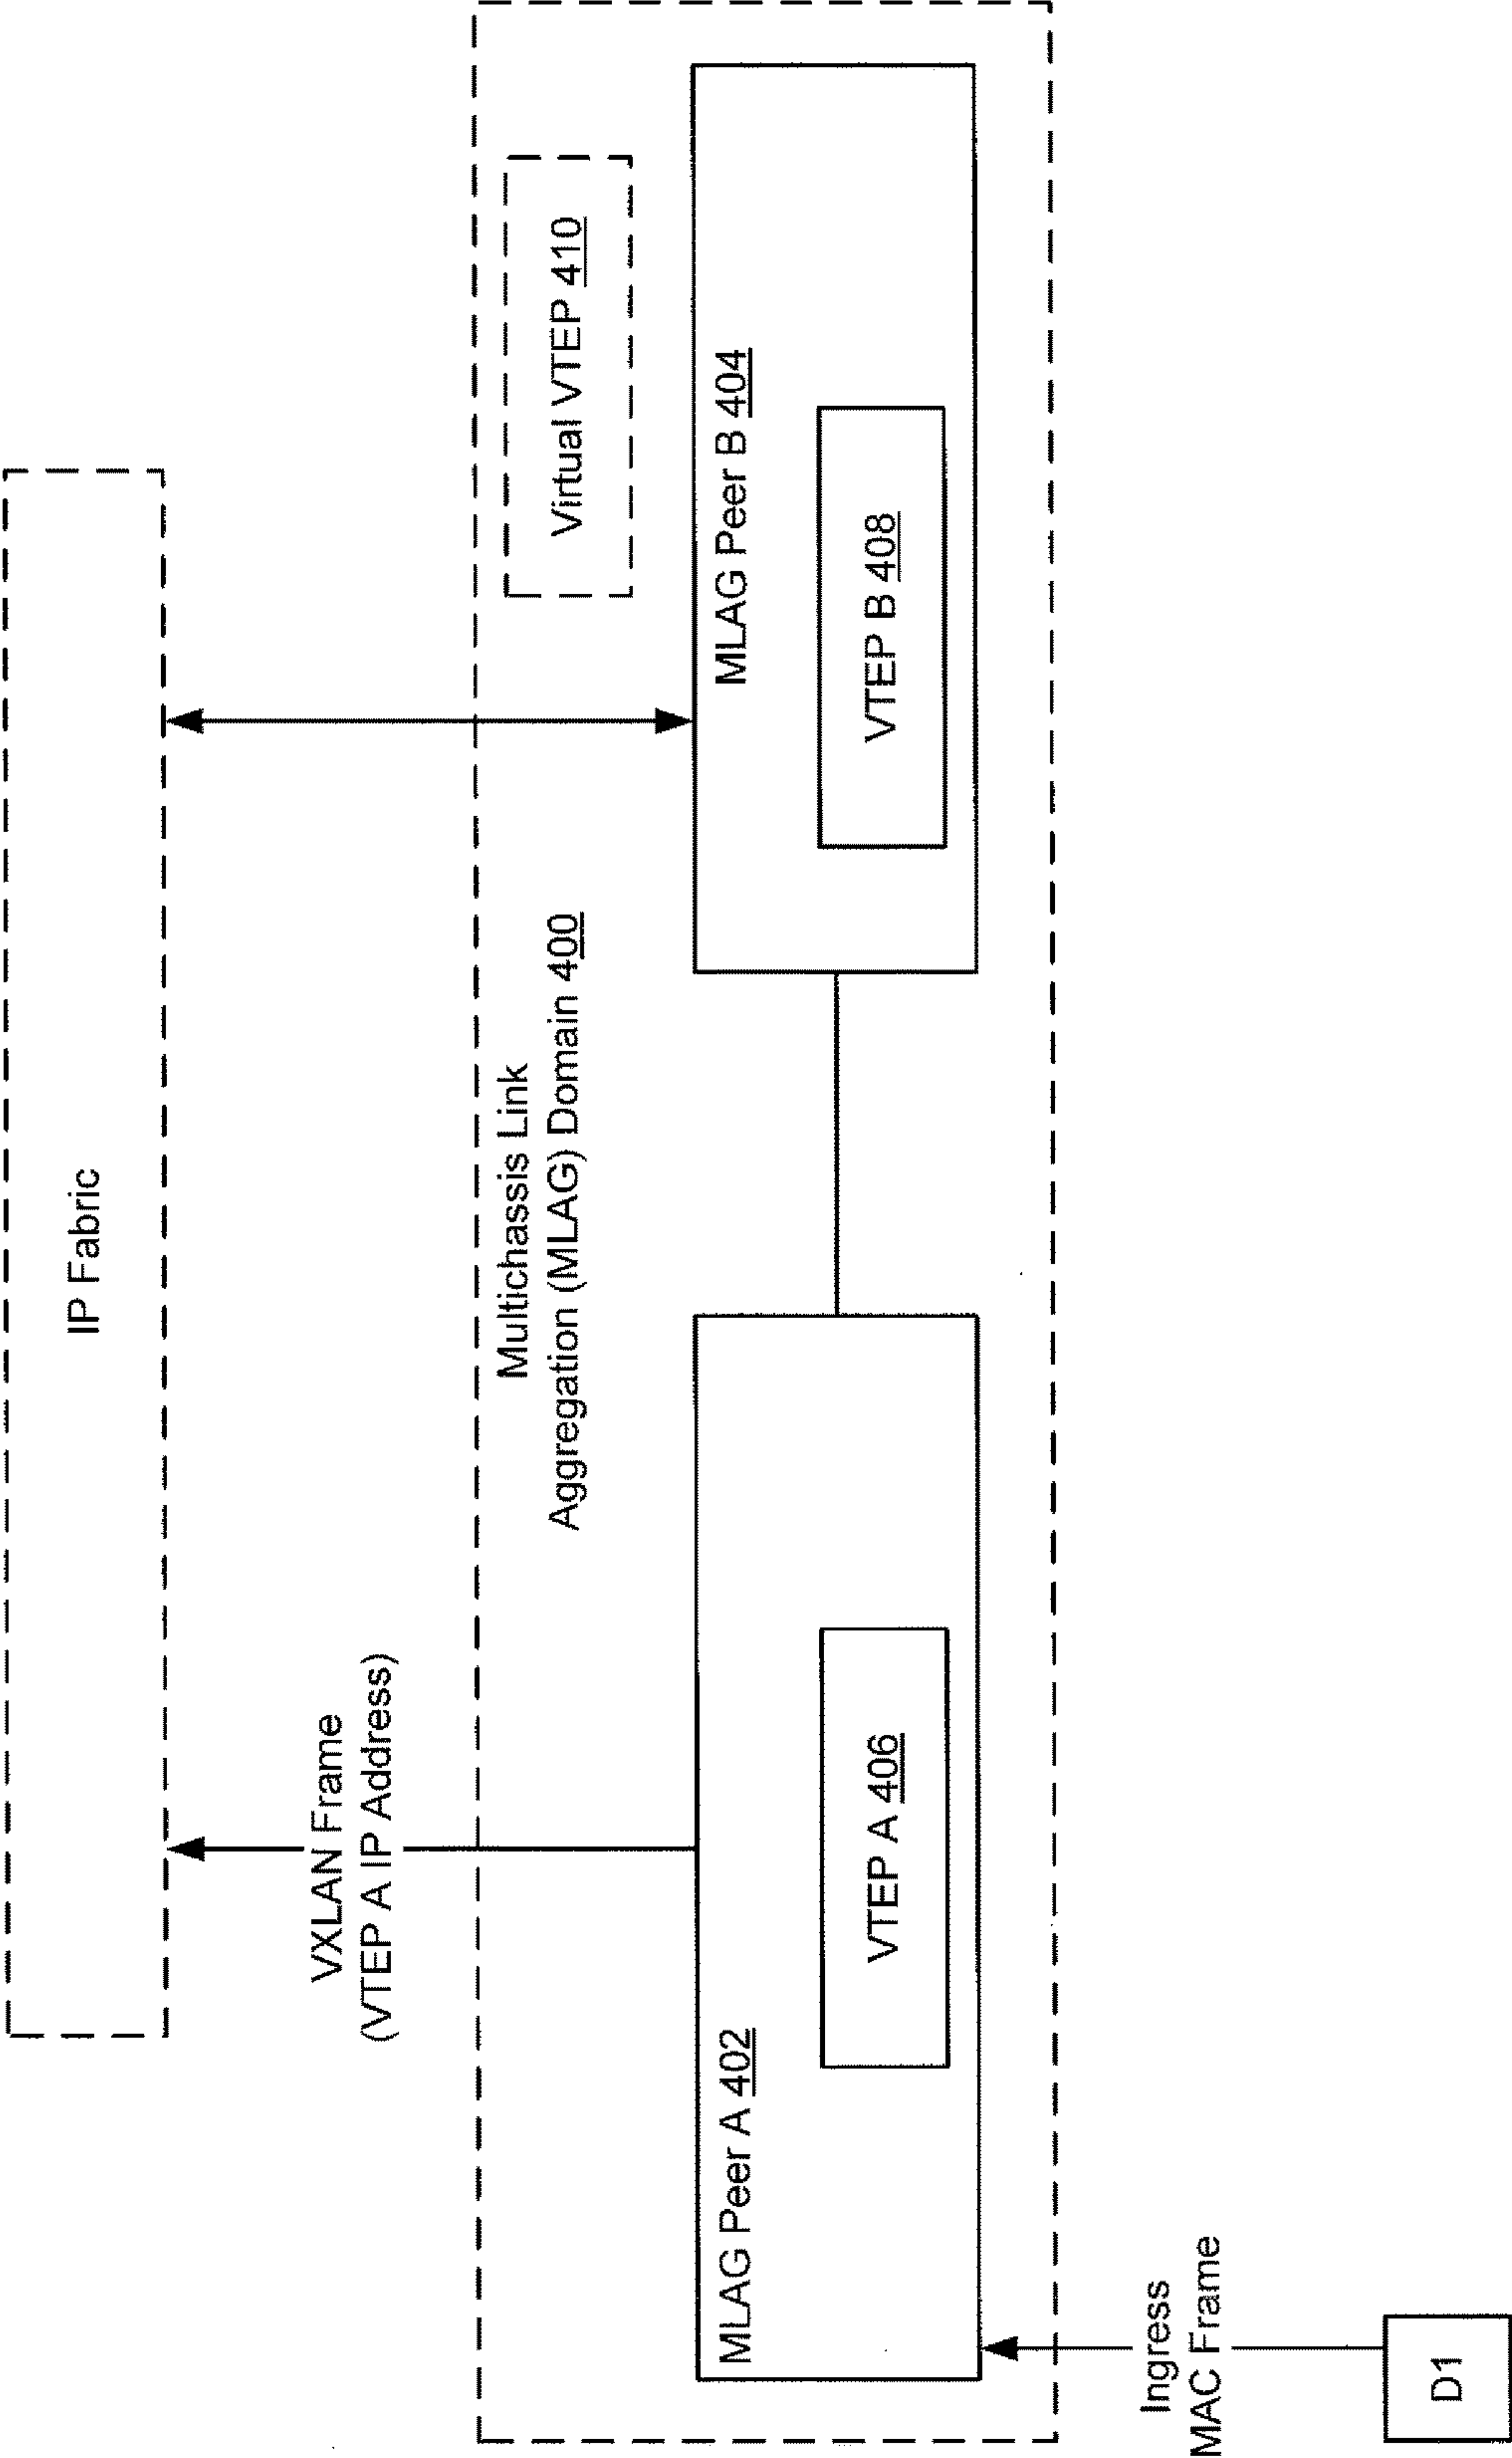 IP Fabric
VXLAN Frame
(VTEP A IP Address)
Multichassis Link
Aggregation (MLAG) Domain 400
Virtual VTEP 410
MLAG Peer A 402
VTEP A 406
MLAG Peer B 404
VTEP B 408
Ingress
MAC Frame
D1